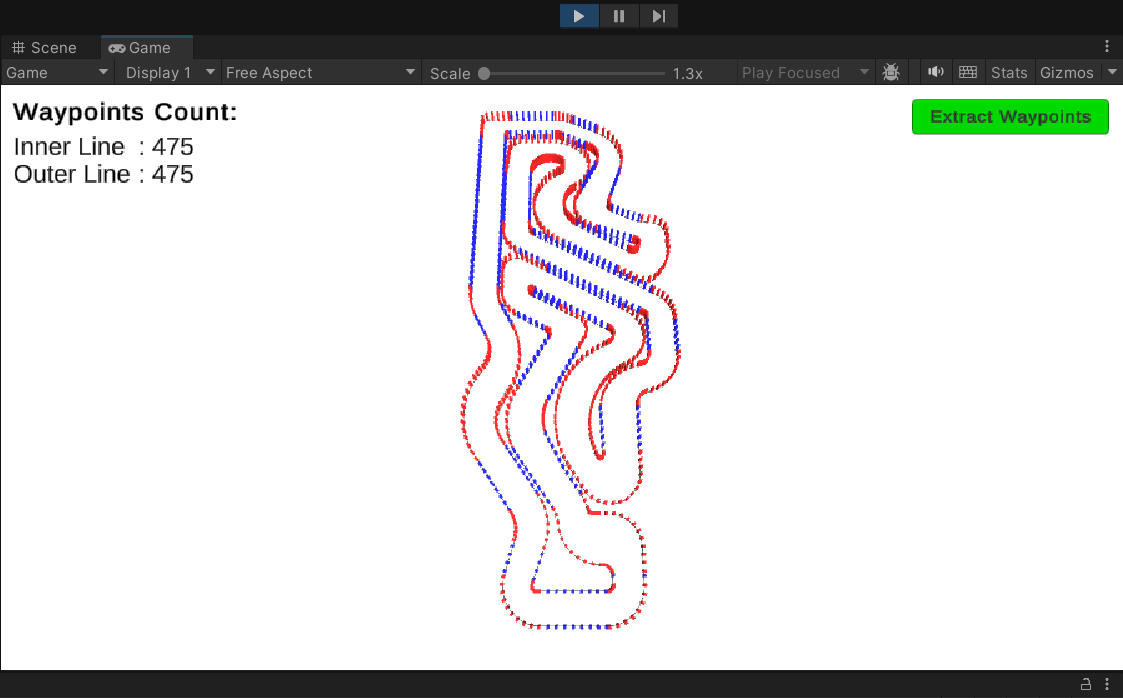 Scene
Game
Game
Display 1
Free Aspect
Scale
1.3x
Play Focused
Stats
Gizmos
Waypoints Count:
Inner Line : 475
Outer Line : 475
Extract Waypoints